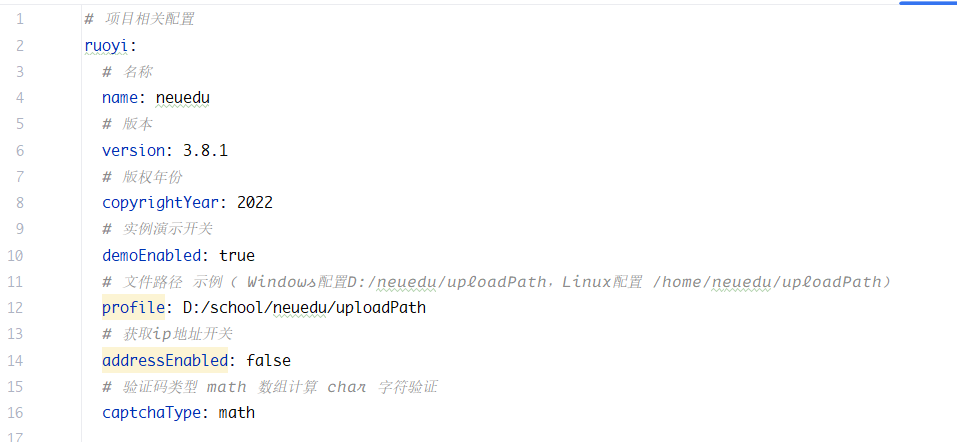 1 # 项目相关配置
2 ruoyi:
3 # 名称
4 name: neuedu
5 # 版本
6 version: 3.8.1
7 # 版权年份
8 copyrightYear: 2022
9 # 实例演示开关
10 demoEnabled: true
11 # 文件路径 示例（ Windows配置D:/neuedu/uploadPath，Linux配置 /home/neuedu/uploadPath）
12 profile: D:/school/neuedu/uploadPath
13 # 获取ip地址开关
14 addressEnabled: false
15 # 验证码类型 math 数组计算 char 字符验证
16 captchaType: math
17